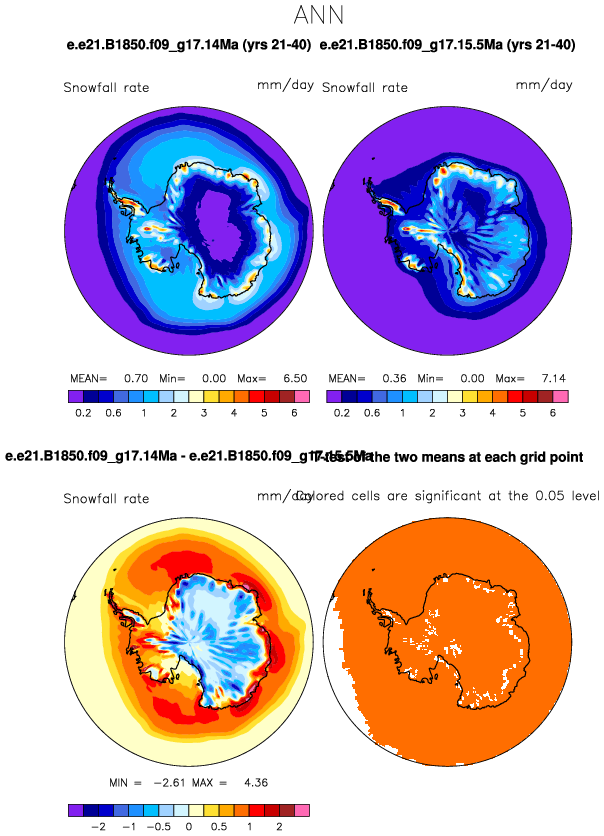 ANN
e.e21.B1850.f09_g17.14Ma (yrs 21-40) e.e21.B1850.f09_g17.15.5Ma (yrs 21-40)
Snowfall rate mm/day Snowfall rate mm/day
MEAN= 0.70 Min= 0.00 Max= 6.50 MEAN= 0.36 Min= 0.00 Max= 7.14
0.2 0.6 1 2 3 4 5 6 0.2 0.6 1 2 3 4 5 6
e.e21.B1850.f09_g17.14Ma - e.e21.B1850.f09_g17.15.5Ma T-test of the two means at each grid point
Snowfall rate mm/day Colored cells are significant at the 0.05 level
MIN = -2.61 MAX = 4.36
-2 -1 -0.5 0 0.5 1 2